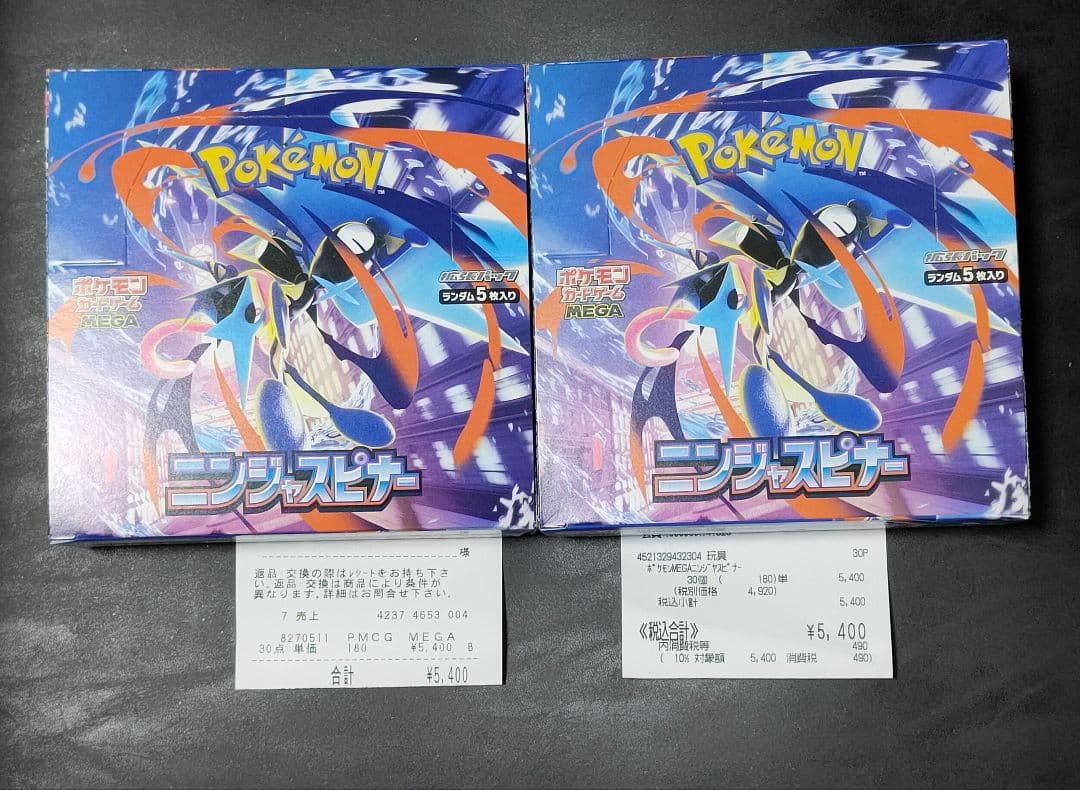 POKÉMON
TM
ポケモン
カードゲーム
MEGA
拡張パック
ランダム5枚入り
ニンジャスピナー
POKÉMON
TM
ポケモン
カードゲーム
MEGA
拡張パック
ランダム5枚入り
ニンジャスピナー
様
返品 交換の際はレシートをお持ち下さ
い。返品 交換は商品により条件が
異なります。詳細はお問合せ下さい。
7 売上 4237 4653 004
8270511 PMCG MEGA
30点 単価 180 ¥5,400 B
合計 ¥5,400
4521329432304 玩具 30P
ポケモンMEGAニンジャスピナー
30個 ( 180)単 5,400
(税別価格 4,920)
税込小計 5,400
《税込合計》 ¥5,400
内消費税等 490
( 10% 対象額 5,400 消費税 490)